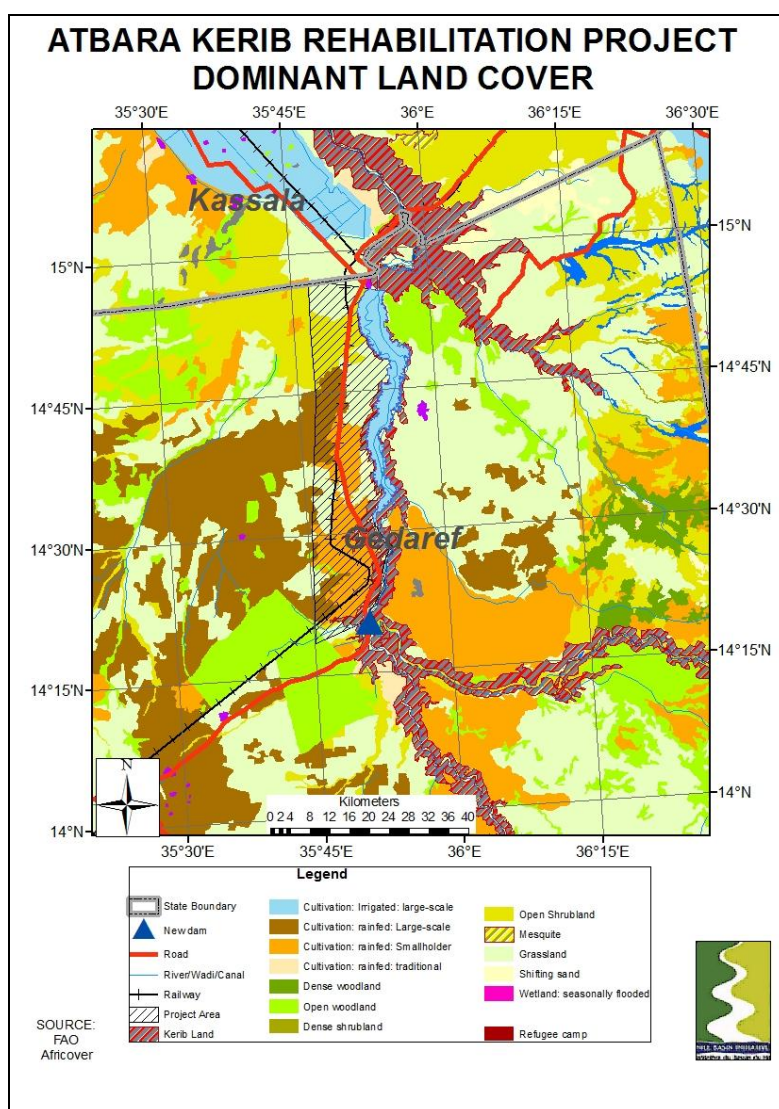 ATBARA KERIB REHABILITATION PROJECT
DOMINANT LAND COVER
35°30'E 35°45'E 36°E 36°15'E 36°30'E
Kassala
15°N
15°N
14°45'N
14°45'N
14°30'N
Gedaref
14°30'N
14°15'N
14°15'N
N
Kilometers
0 2 4 8 12 16 20 24 28 32 36 40
14°N
14°N
35°30'E 35°45'E 36°E 36°15'E
Legend
State Boundary
New dam
Road
River/Wadi/Canal
Railway
Project Area
Kerib Land
Cultivation: Irrigated: large-scale
Cultivation: rainfed: Large-scale
Cultivation: rainfed: Smallholder
Cultivation: rainfed: traditional
Dense woodland
Open woodland
Dense shrubland
Open Shrubland
Mesquite
Grassland
Shifting sand
Wetland: seasonally flooded
Refugee camp
SOURCE:
FAO
Africover
NILE BASIN INITIATIVE